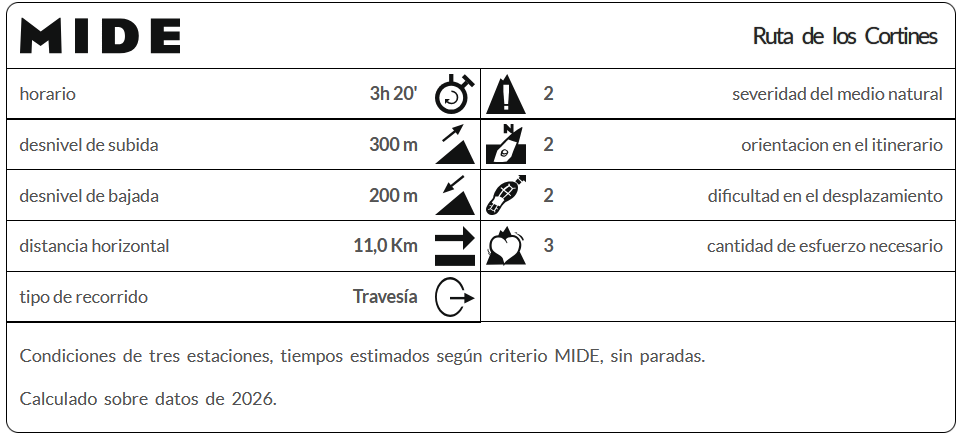 MIDE Ruta de los Cortines
horario 3h 20' 2 severidad del medio natural
desnivel de subida 300 m N 2 orientacion en el itinerario
desnivel de bajada 200 m 2 dificultad en el desplazamiento
distancia horizontal 11,0 Km 3 cantidad de esfuerzo necesario
tipo de recorrido Travesía
Condiciones de tres estaciones, tiempos estimados según criterio MIDE, sin paradas.
Calculado sobre datos de 2026.